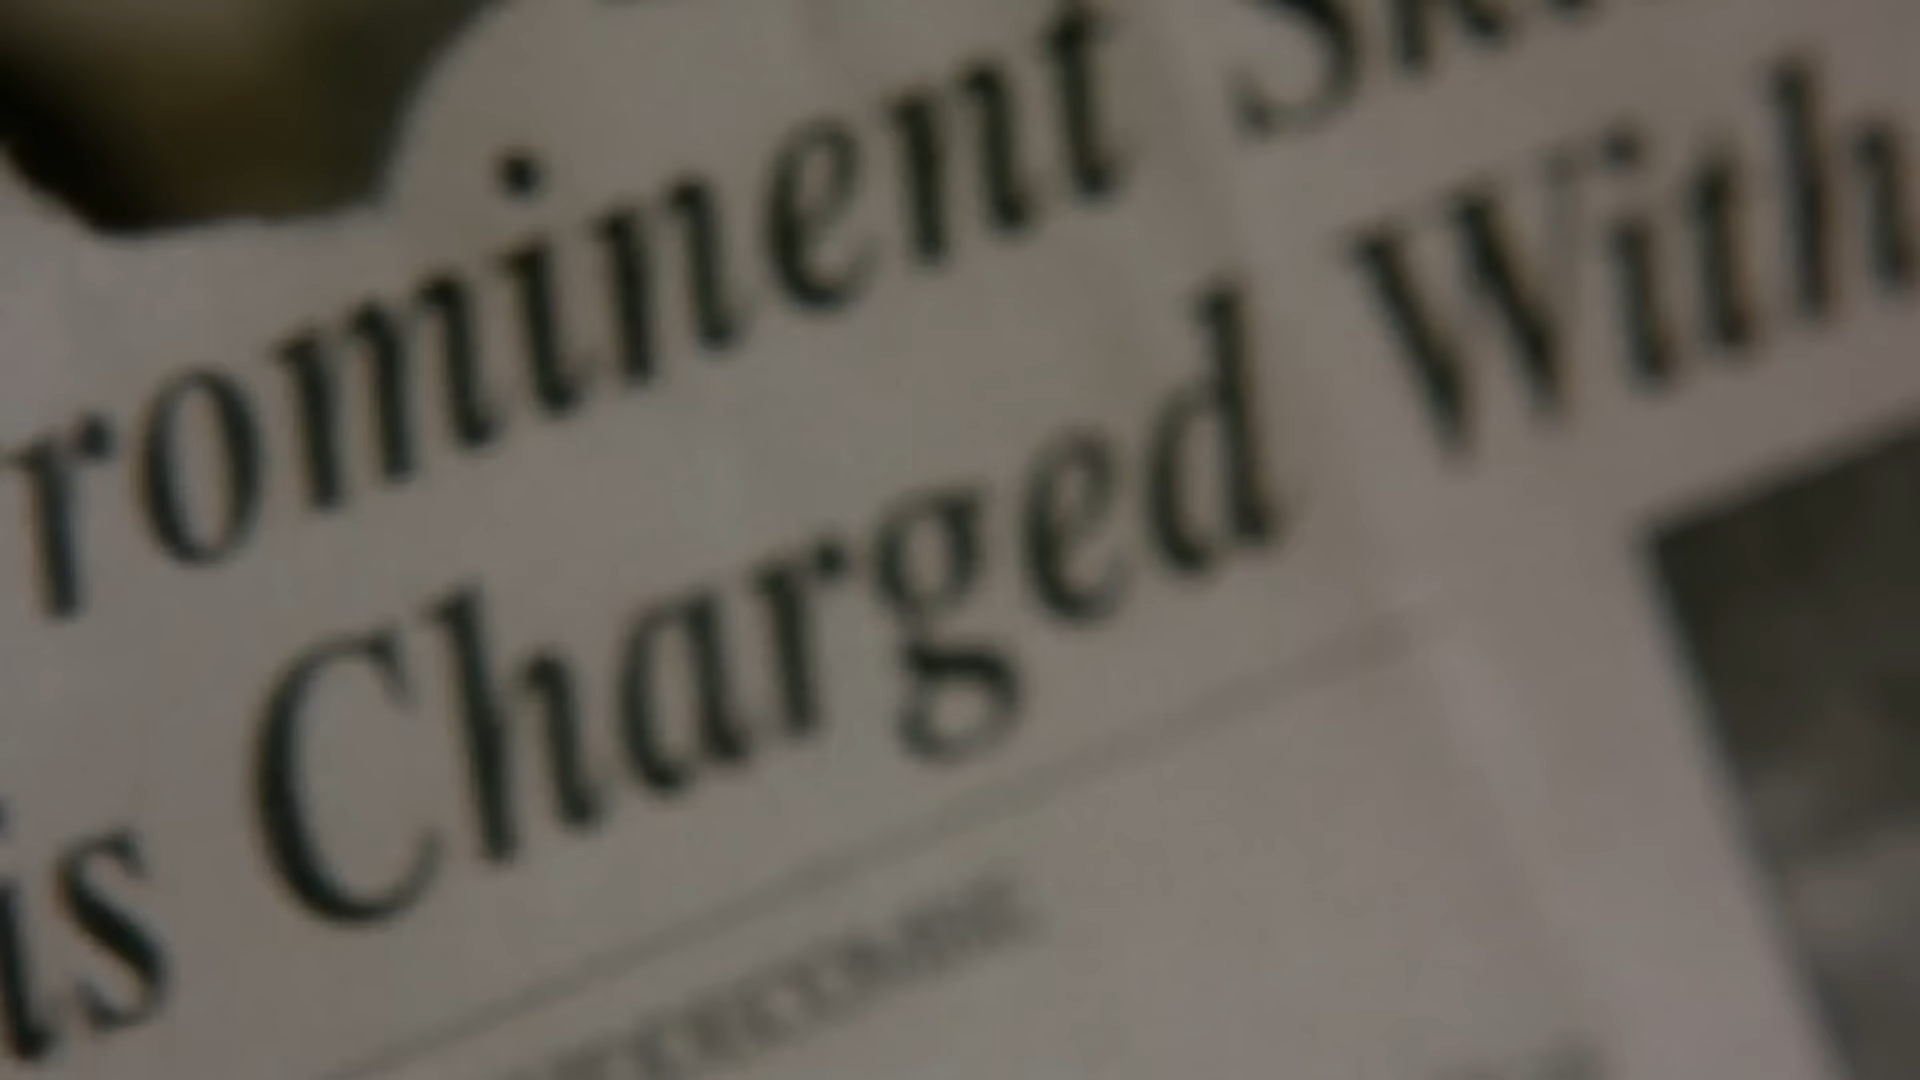 rominent
is Charged With